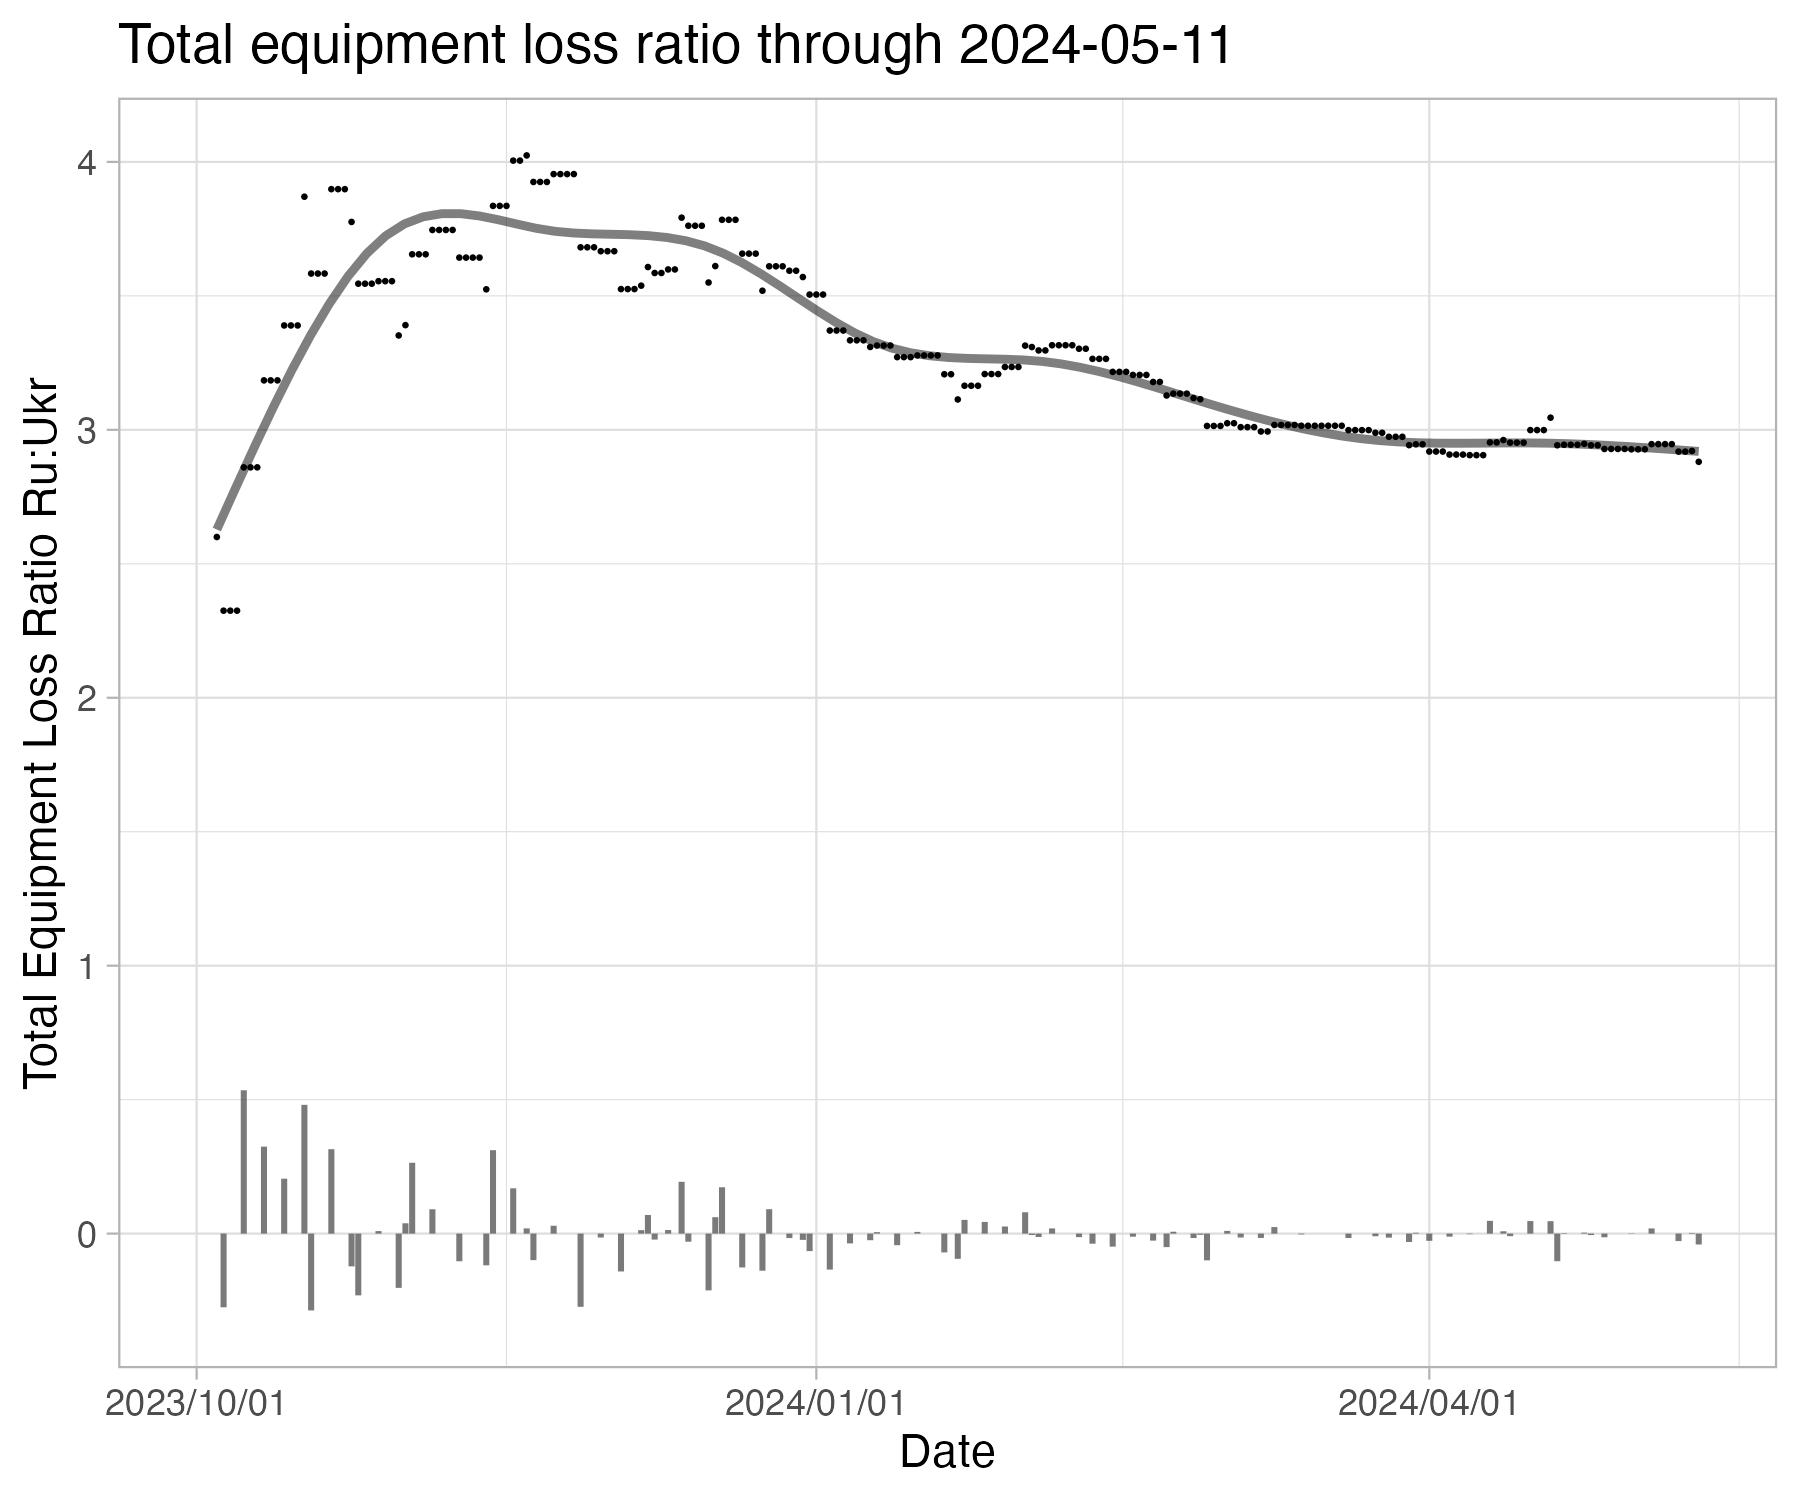 Total equipment loss ratio through 2024-05-11
Total Equipment Loss Ratio Ru:Ukr
4
3
2
1
0
2023/10/01
2024/01/01
2024/04/01
Date